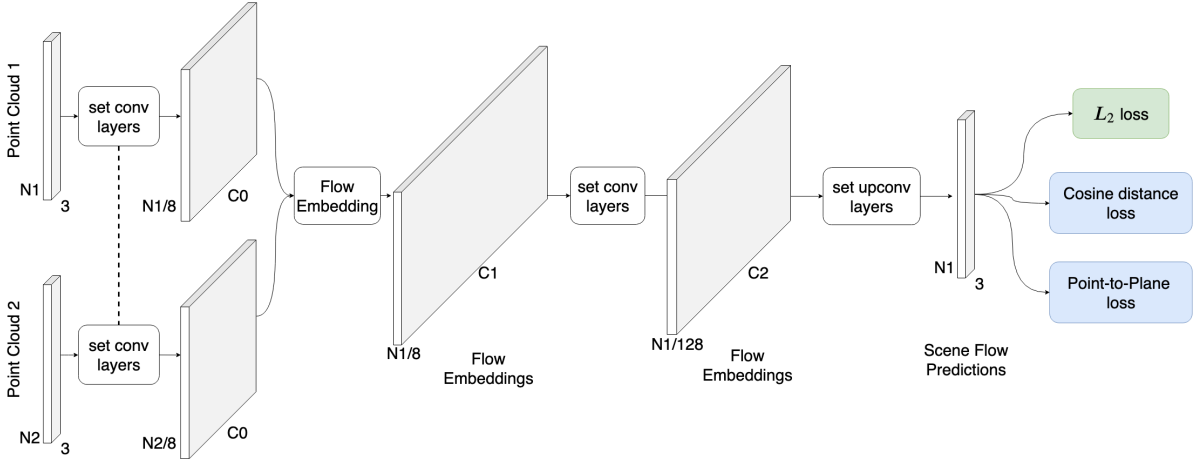 Point Cloud 1
N1
3
set conv
layers
N1/8
C0
Point Cloud 2
N2
3
set conv
layers
N2/8
C0
Flow
Embedding
N1/8
C1
Flow
Embeddings
set conv
layers
N1/128
C2
Flow
Embeddings
set upconv
layers
N1
3
Scene Flow
Predictions
L₂ loss
Cosine distance
loss
Point-to-Plane
loss